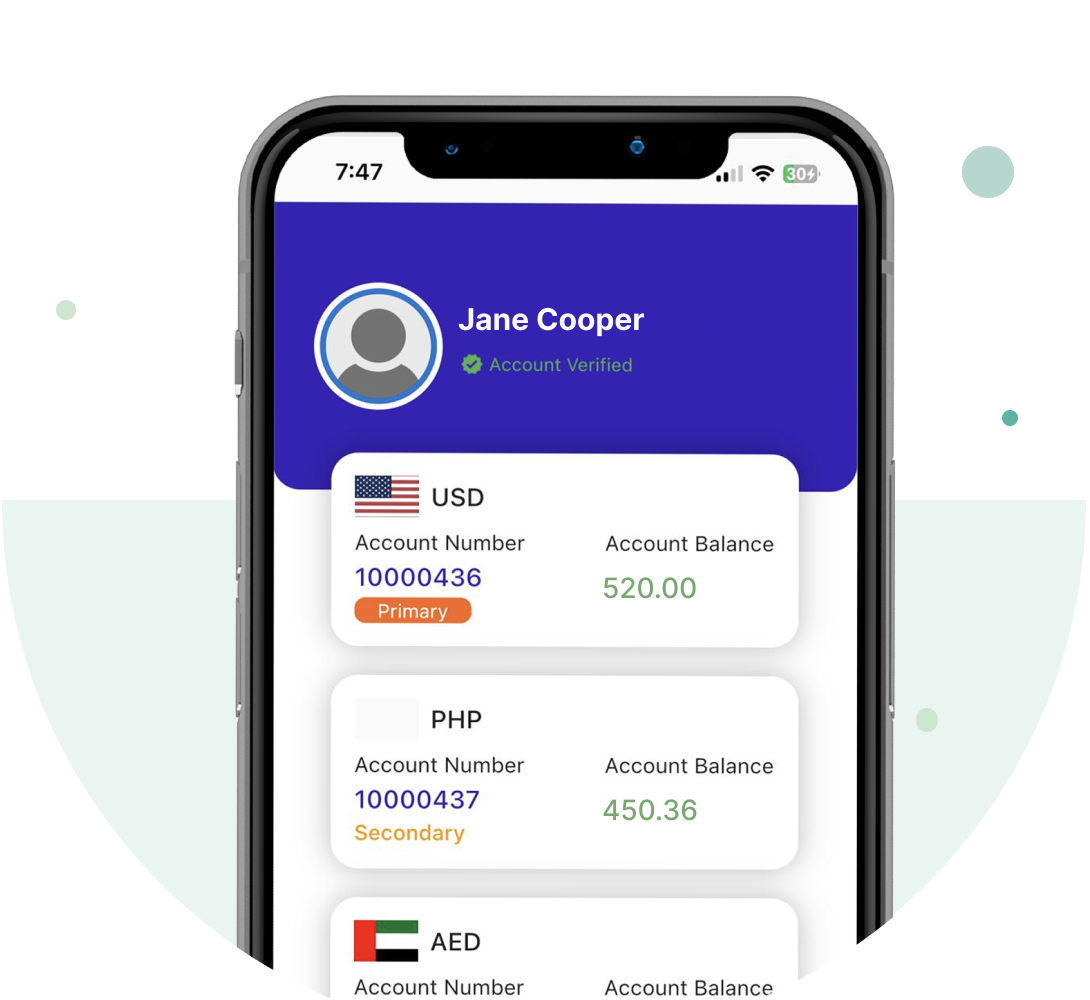 7:47
30
Jane Cooper
Account Verified
USD
Account Number Account Balance
10000436
520.00
Primary
PHP
Account Number Account Balance
10000437
450.36
Secondary
AED
Account Number Account Balance